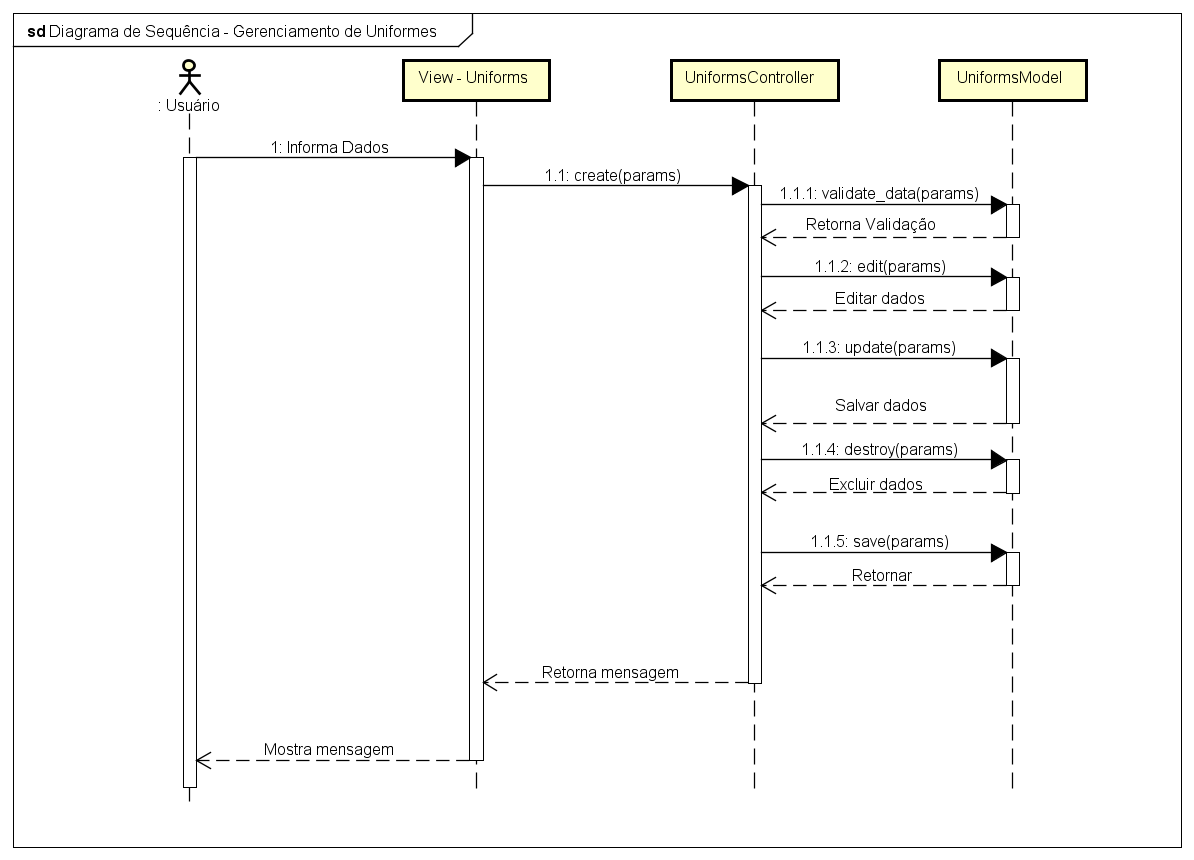 sd Diagrama de Sequência - Gerenciamento de Uniformes
: Usuário
View - Uniforms
UniformsController
UniformsModel
1: Informa Dados
1.1: create(params)
1.1.1: validate_data(params)
Retorna Validação
1.1.2: edit(params)
Editar dados
1.1.3: update(params)
Salvar dados
1.1.4: destroy(params)
Excluir dados
1.1.5: save(params)
Retornar
Retorna mensagem
Mostra mensagem